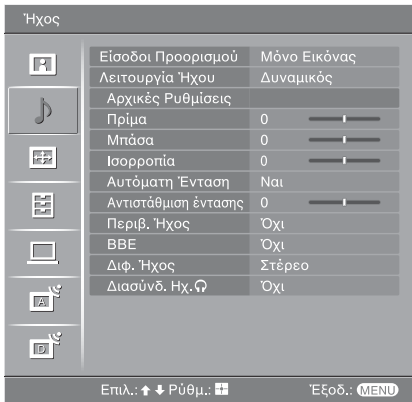 Ήχος
Είσοδοι Προορισμού Μόνο Εικόνας
Λειτουργία Ήχου Δυναμικός
Αρχικές Ρυθμίσεις
Πρίμα 0
Μπάσα 0
Ισορροπία 0
Αυτόματη Ένταση Ναι
Αντιστάθμιση έντασης 0
Περιβ. Ήχος Όχι
BBE Όχι
Διφ. Ήχος Στέρεο
Διασύνδ. Ηχ. Όχι
A
D
Επιλ.: Ρύθμ.: Έξοδ.: MENU